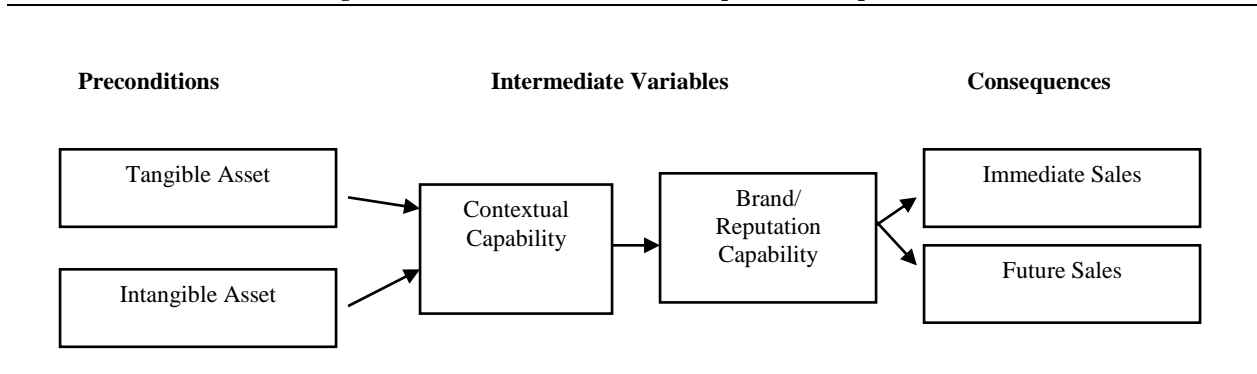 Preconditions Intermediate Variables Consequences
Tangible Asset
Intangible Asset
Contextual
Capability
Brand/
Reputation
Capability
Immediate Sales
Future Sales